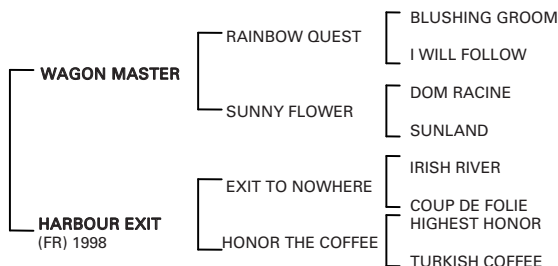 BLUSHING GROOM
RAINBOW QUEST
I WILL FOLLOW
WAGON MASTER
DOM RACINE
SUNNY FLOWER
SUNLAND
IRISH RIVER
EXIT TO NOWHERE
COUP DE FOLIE
HARBOUR EXIT
(FR) 1998
HIGHEST HONOR
HONOR THE COFFEE
TURKISH COFFEE